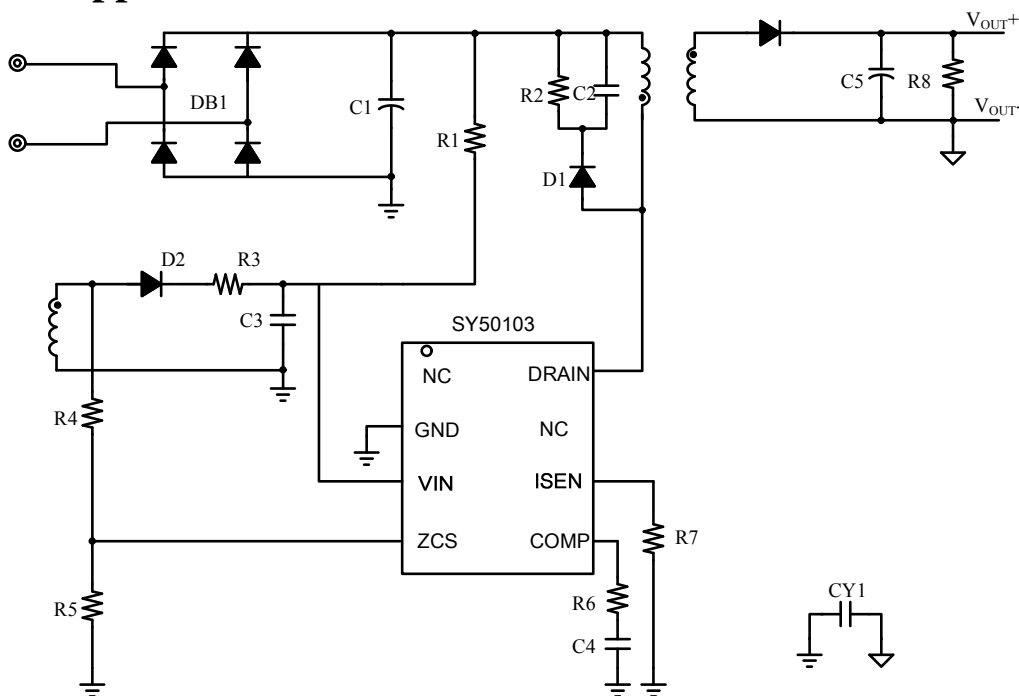 VOUT+
R2
C2
C5
R8
DB1
C1
R1
VOUT-
D1
D2
R3
C3
SY50103
NC
DRAIN
R4
GND
NC
VIN
ISEN
R7
ZCS
COMP
R5
R6
CY1
C4